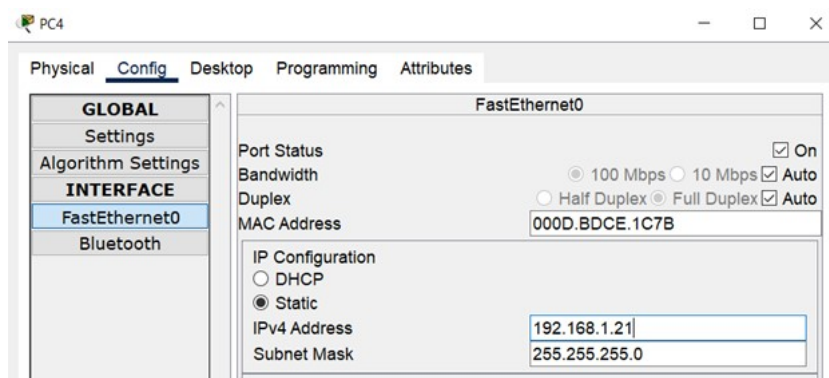 PC4
Physical Config Desktop Programming Attributes
GLOBAL
Settings
Algorithm Settings
INTERFACE
FastEthernet0
Bluetooth
FastEthernet0
Port Status On
Bandwidth 100 Mbps 10 Mbps Auto
Duplex Half Duplex Full Duplex Auto
MAC Address 000D.BDCE.1C7B
IP Configuration
DHCP
Static
IPv4 Address 192.168.1.21
Subnet Mask 255.255.255.0